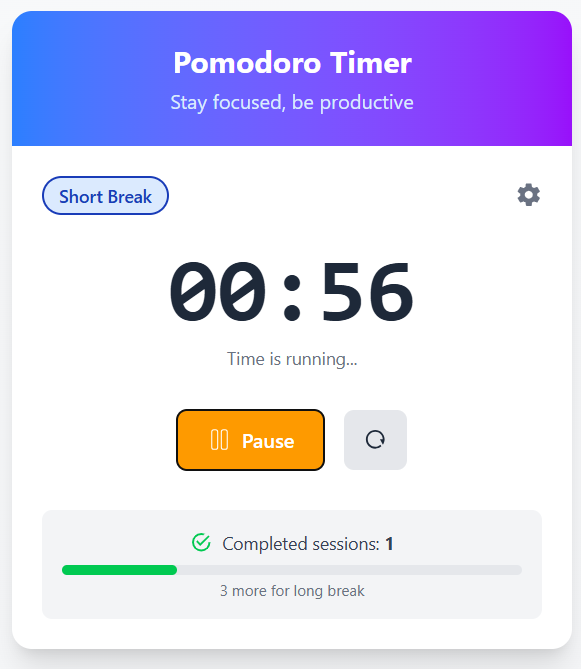 Pomodoro Timer
Stay focused, be productive
Short Break
00:56
Time is running...
Pause
Completed sessions: 1
3 more for long break